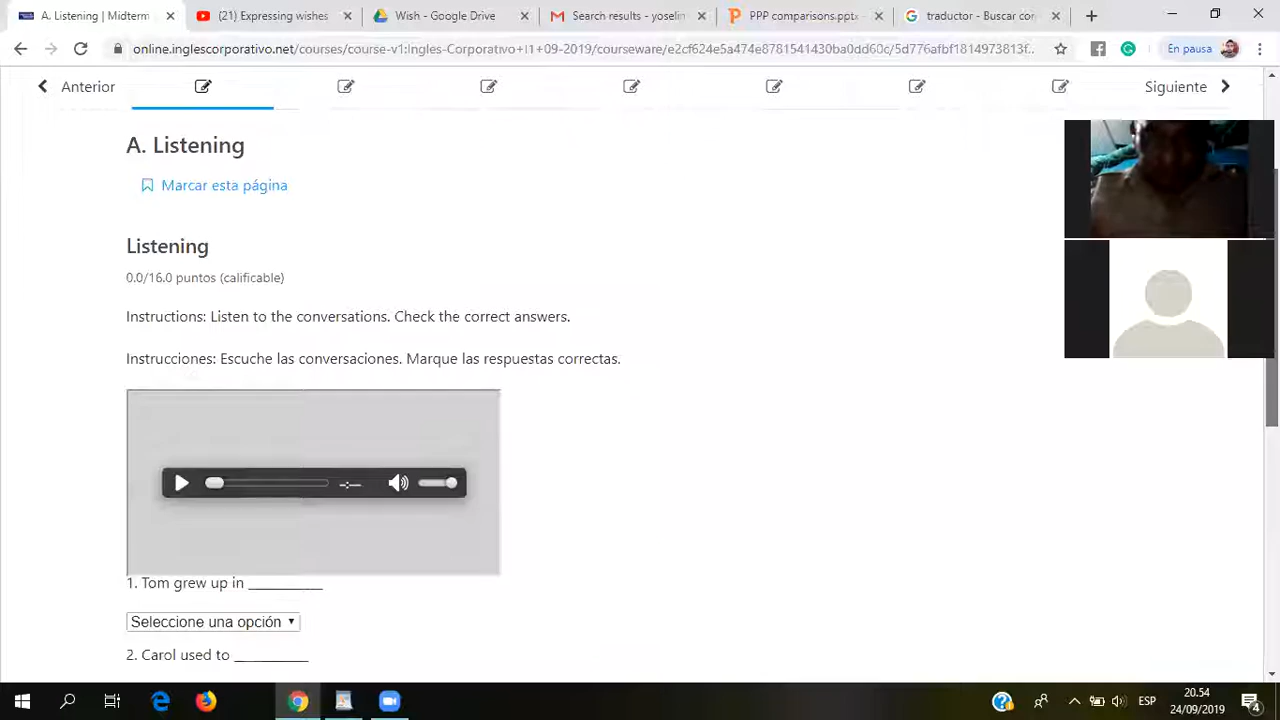 A. Listening | Midterm
(21) Expressing wishes
Wish - Google Drive
Search results - yoselin
PPP comparisons.pptx -
traductor - Buscar con
online.inglescorporativo.net/courses/course-v1:Ingles-Corporativo+I1+09-2019/courseware/e2cf624e5a474e8781541430ba0dd60c/5d776afbf1814973813f...
En pausa
Anterior
Siguiente
A. Listening
Marcar esta página
Listening
0.0/16.0 puntos (calificable)
Instructions: Listen to the conversations. Check the correct answers.
Instrucciones: Escuche las conversaciones. Marque las respuestas correctas.
--:--
1. Tom grew up in __________
Seleccione una opción
2. Carol used to __________
ESP
20.54
24/09/2019
4